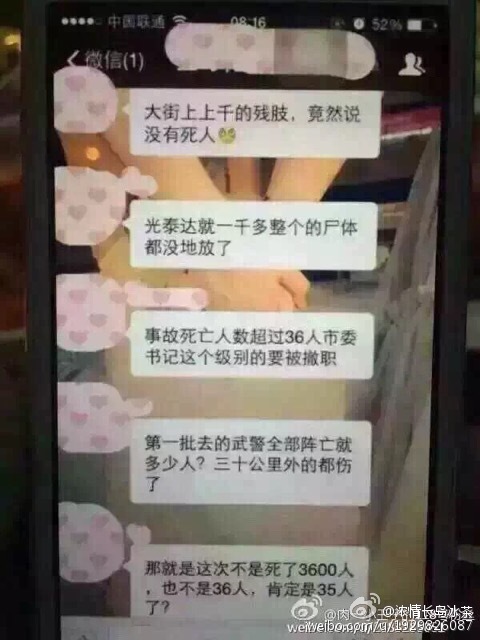 中国联通
08:16
52%
微信(1)
大街上上千的残肢，竟然说
没有死人
光泰达就一千多整个的尸体
都没地放了
事故死亡人数超过36人市委
书记这个级别的要被撤职
第一批去的武警全部阵亡就
多少人？三十公里外的都伤
了
那就是这次不是死了3600人
，也不是36人，肯定是35人
了？
@浓情长岛冰茶
weibo.com/u/1929826087